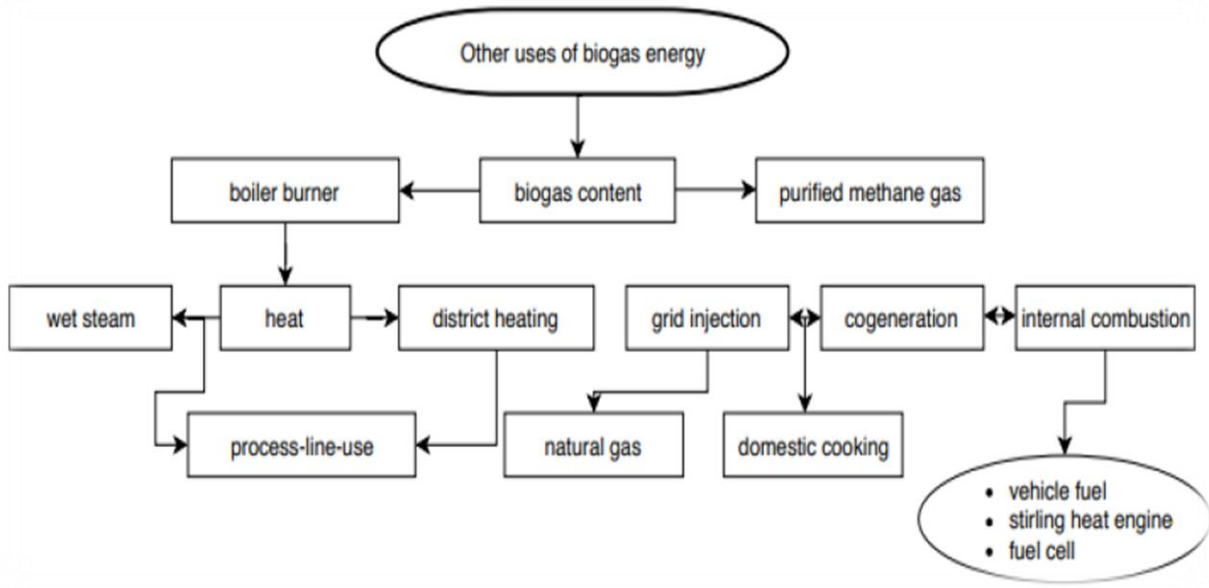 Other uses of biogas energy
boiler burner
biogas content
purified methane gas
wet steam
heat
district heating
grid injection
cogeneration
internal combustion
process-line-use
natural gas
domestic cooking
• vehicle fuel
• stirling heat engine
• fuel cell